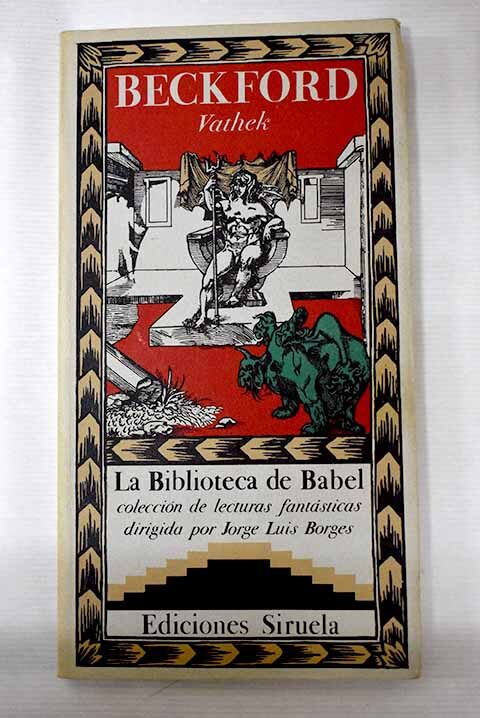 BECKFORD
Vathek
La Biblioteca de Babel
colección de lecturas fantásticas
dirigida por Jorge Luis Borges
Ediciones Siruela